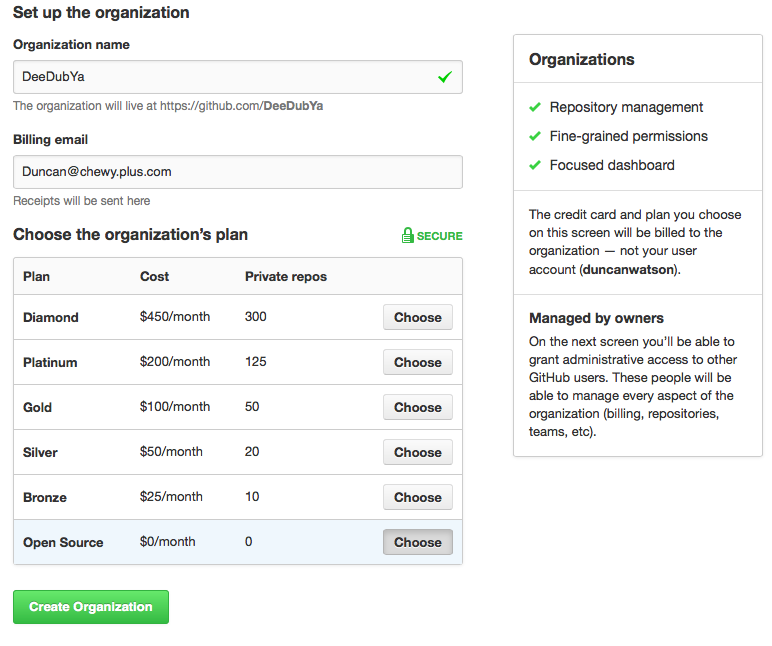 Set up the organization
Organization name
DeeDubYa
The organization will live at https://github.com/DeeDubYa
Billing email
Duncan@chewy.plus.com
Receipts will be sent here
Choose the organization's plan
SECURE
Plan Cost Private repos
Diamond $450/month 300 Choose
Platinum $200/month 125 Choose
Gold $100/month 50 Choose
Silver $50/month 20 Choose
Bronze $25/month 10 Choose
Open Source $0/month 0 Choose
Create Organization
Organizations
Repository management
Fine-grained permissions
Focused dashboard
The credit card and plan you choose
on this screen will be billed to the
organization — not your user
account (duncanwatson).
Managed by owners
On the next screen you'll be able to
grant administrative access to other
GitHub users. These people will be
able to manage every aspect of the
organization (billing, repositories,
teams, etc).